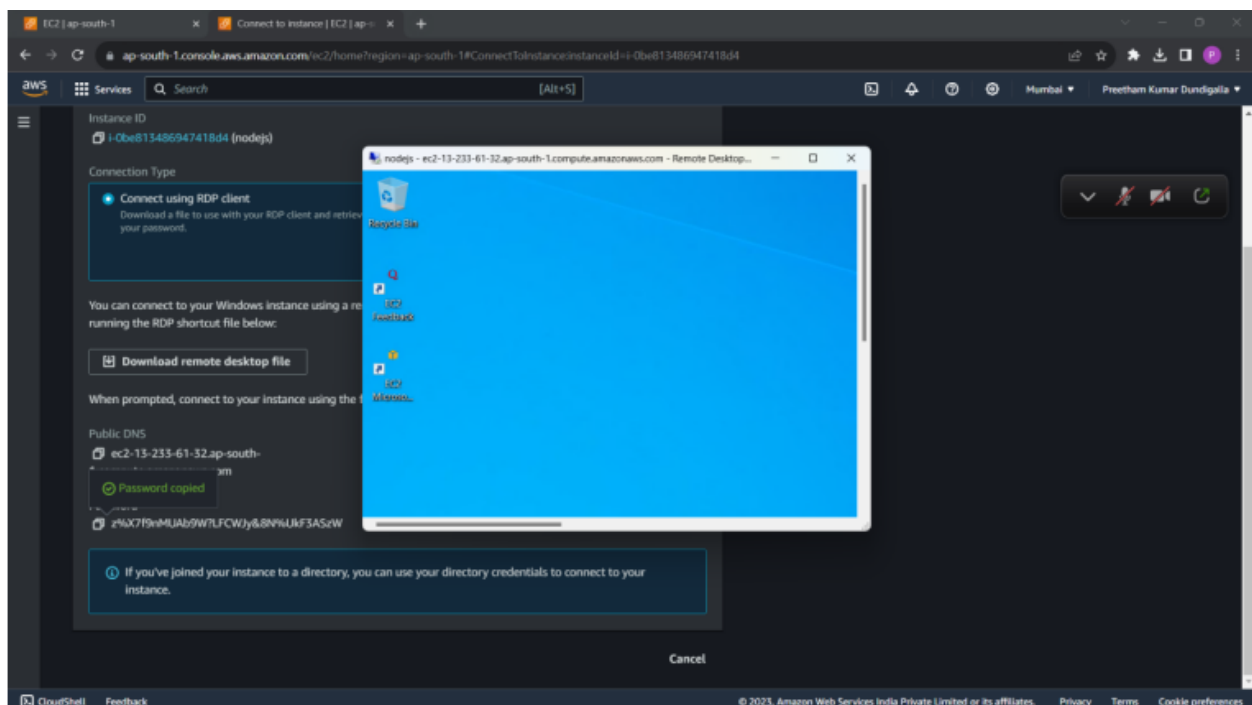 EC2 | ap-south-1
Connect to instance | EC2 | ap-s
ap-south-1.console.aws.amazon.com/ec2/home?region=ap-south-1#ConnectToInstance:instanceId=i-0be813486947418d4
aws
Services
Search
[Alt+S]
Mumbai
Preetham Kumar Dundigalla
Instance ID
i-0be813486947418d4 (nodejs)
Connection Type
Connect using RDP client
Download a file to use with your RDP client and retriev
your password.
You can connect to your Windows instance using a re
running the RDP shortcut file below:
Download remote desktop file
When prompted, connect to your instance using the f
Public DNS
ec2-13-233-61-32.ap-south-
Password copied
nodejs - ec2-13-233-61-32.ap-south-1.compute.amazonaws.com - Remote Desktop...
Recycle Bin
EC2
Feedback
EC2
Microso...
If you've joined your instance to a directory, you can use your directory credentials to connect to your
instance.
Cancel
CloudShell
Feedback
© 2023, Amazon Web Services India Private Limited or its affiliates.
Privacy
Terms
Cookie preferences